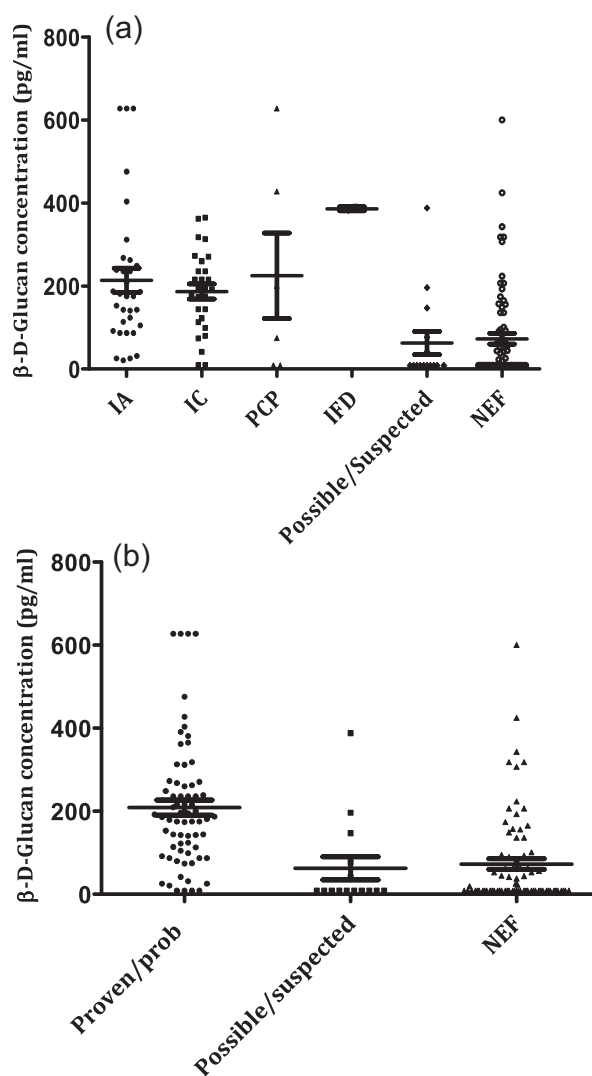 (a)
β-D-Glucan concentration (pg/ml)
800
600
400
200
0
IA
IC
PCP
IFD
Possible/Suspected
NEF
(b)
β-D-Glucan concentration (pg/ml)
800
600
400
200
0
Proven/prob
Possible/suspected
NEF